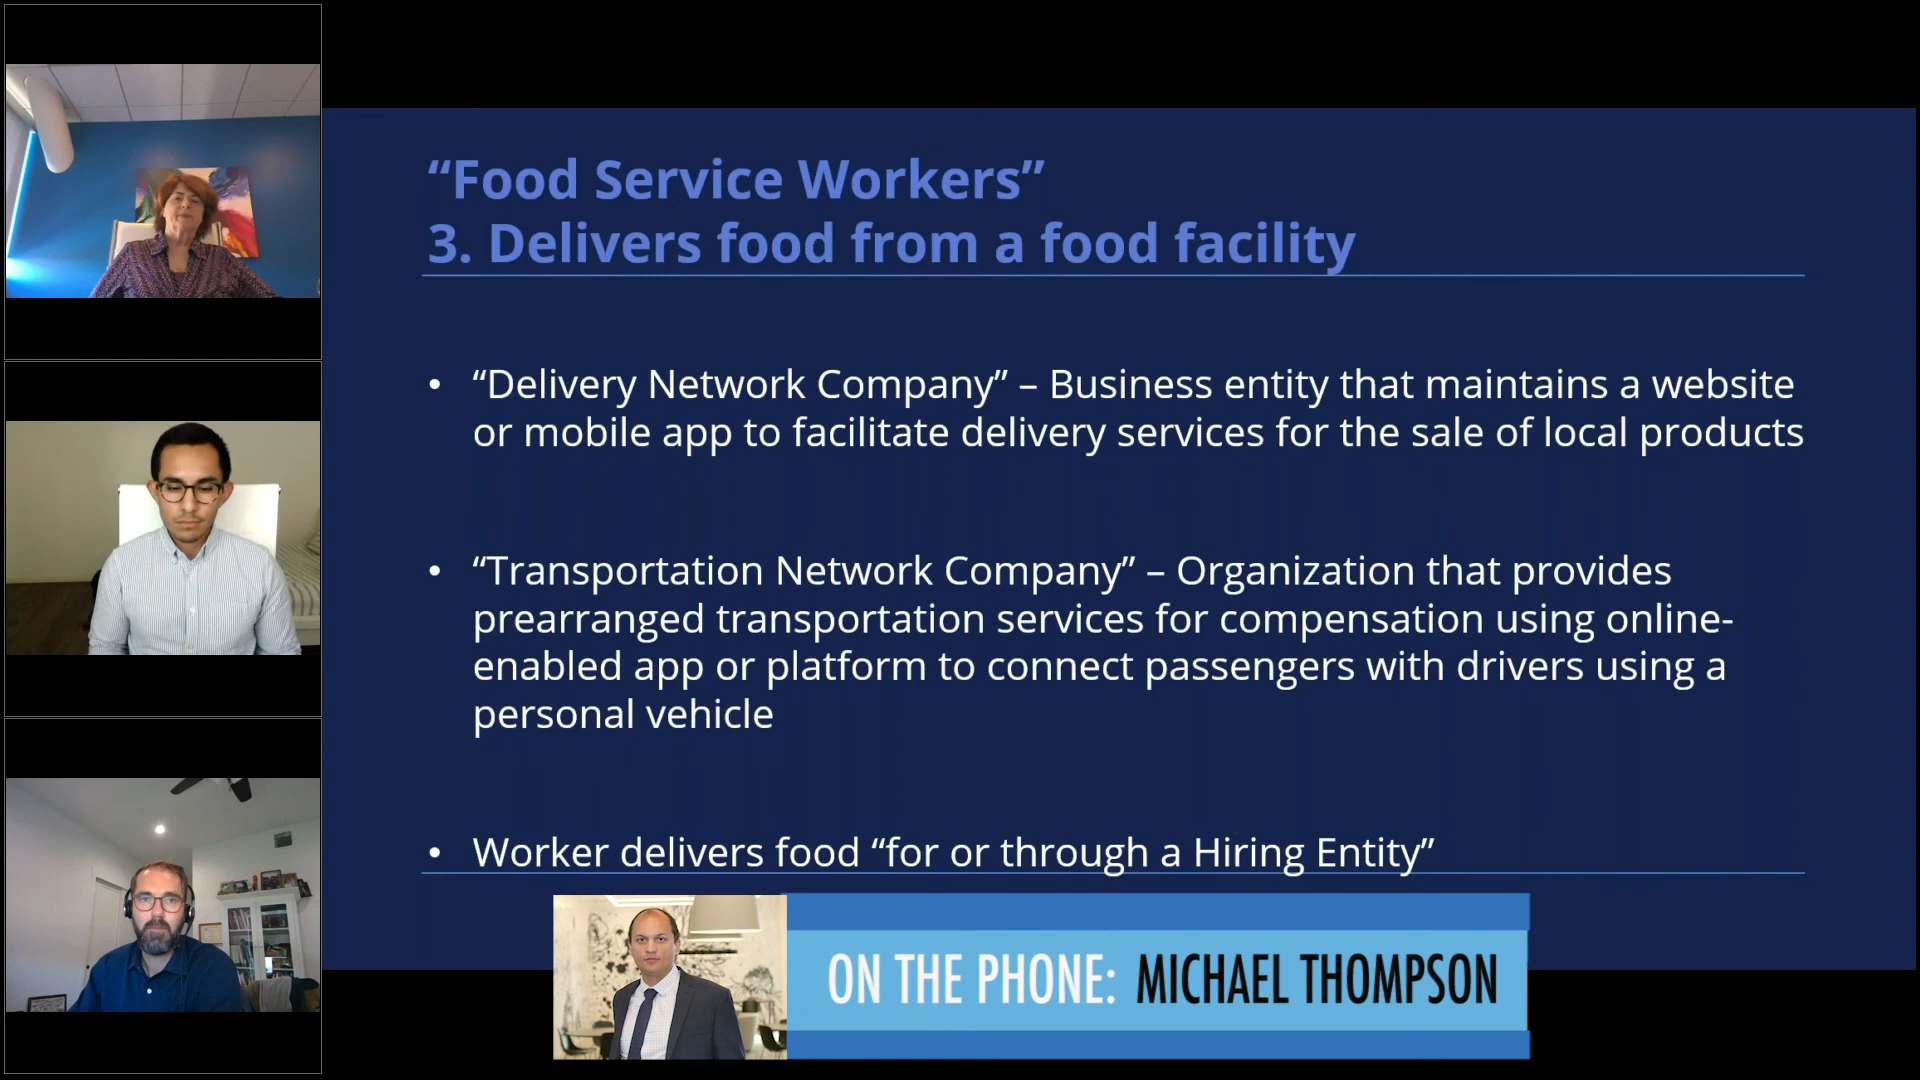 “Food Service Workers”
3. Delivers food from a food facility
• “Delivery Network Company” – Business entity that maintains a website
or mobile app to facilitate delivery services for the sale of local products
• “Transportation Network Company” – Organization that provides
prearranged transportation services for compensation using online-
enabled app or platform to connect passengers with drivers using a
personal vehicle
• Worker delivers food “for or through a Hiring Entity”
ON THE PHONE: MICHAEL THOMPSON